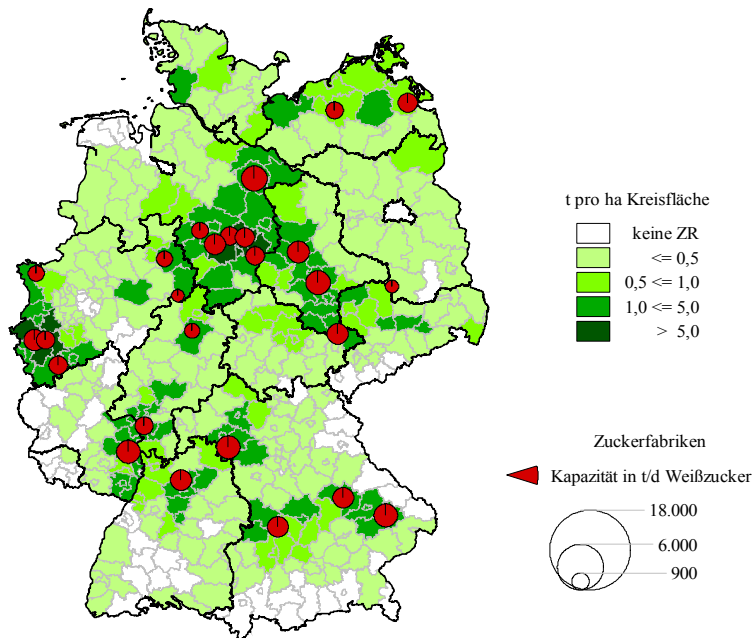 t pro ha Kreisfläche
keine ZR
<= 0,5
0,5 <= 1,0
1,0 <= 5,0
> 5,0
Zuckerfabriken
Kapazität in t/d Weißzucker
18.000
6.000
900